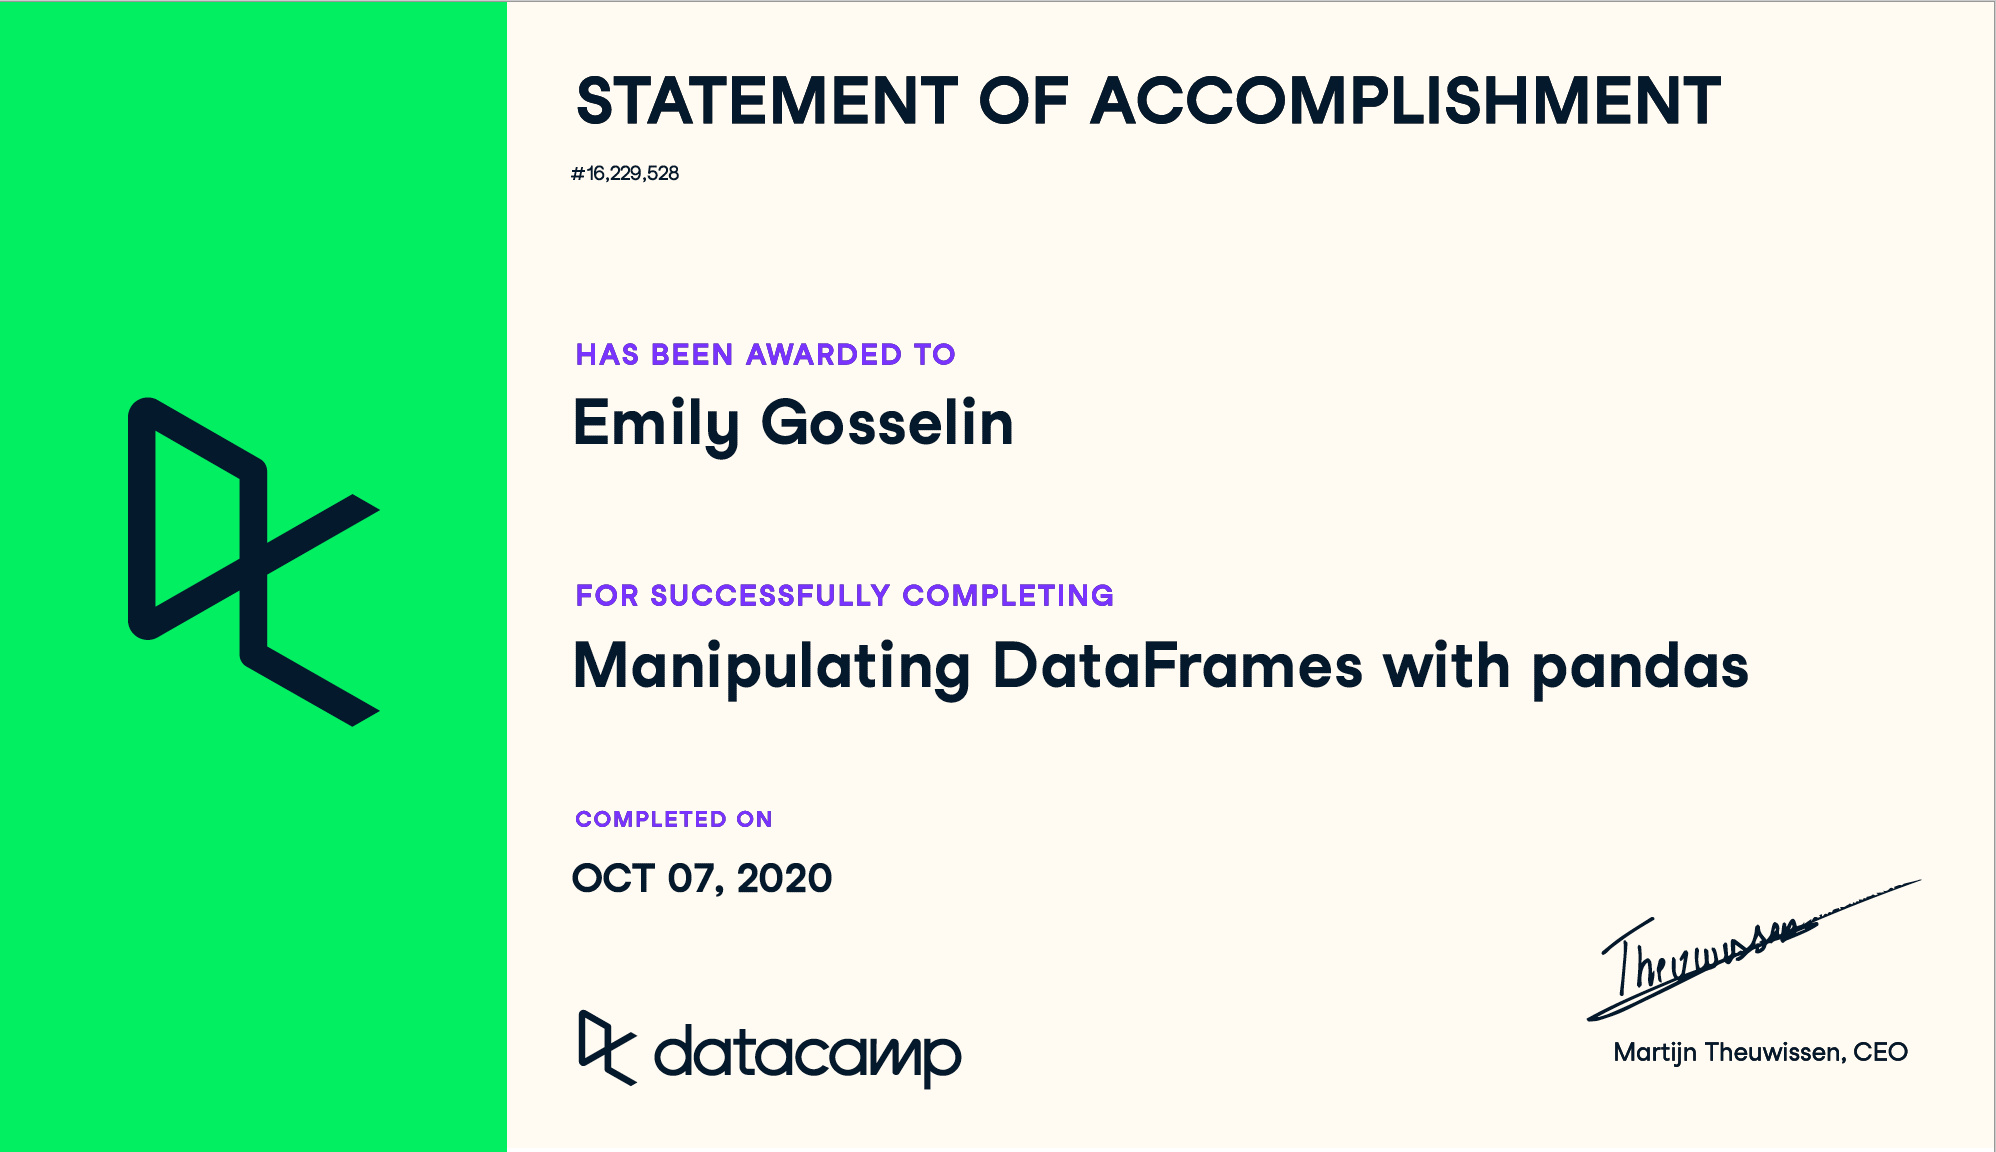 STATEMENT OF ACCOMPLISHMENT
#16,229,528
HAS BEEN AWARDED TO
Emily Gosselin
FOR SUCCESSFULLY COMPLETING
Manipulating DataFrames with pandas
COMPLETED ON
OCT 07, 2020
Theuwissen
datacamp
Martijn Theuwissen, CEO